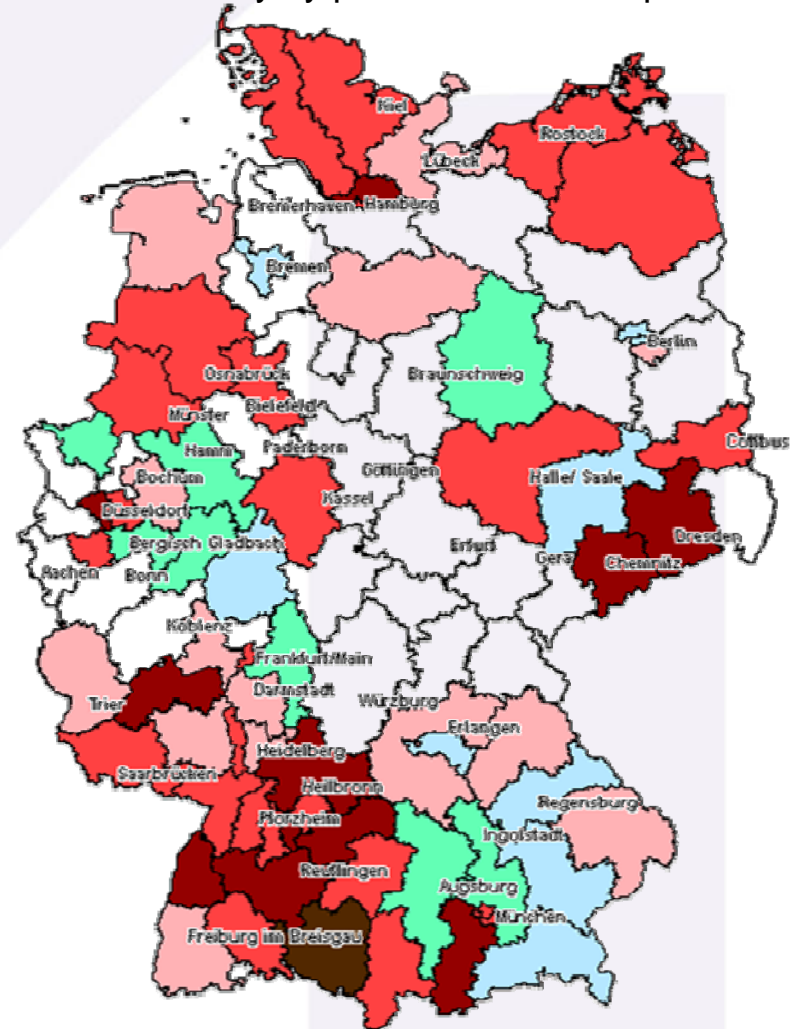 Kiel
Rostock
Lübeck
Bremerhaven
Hamburg
Bremen
Berlin
Braunschweig
Osnabrück
Bielefeld
Münster
Paderborn
Cottbus
Hamm
Göttingen
Halle/ Saale
Bochum
Kassel
Düsseldorf
Dresden
Bergisch Gladbach
Erfurt
Gera
Chemnitz
Aachen
Bonn
Koblenz
Frankfurt/Main
Darmstadt
Trier
Würzburg
Erlangen
Heidelberg
Saarbrücken
Heilbronn
Regensburg
Pforzheim
Ingolstadt
Reutlingen
Augsburg
München
Freiburg im Breisgau